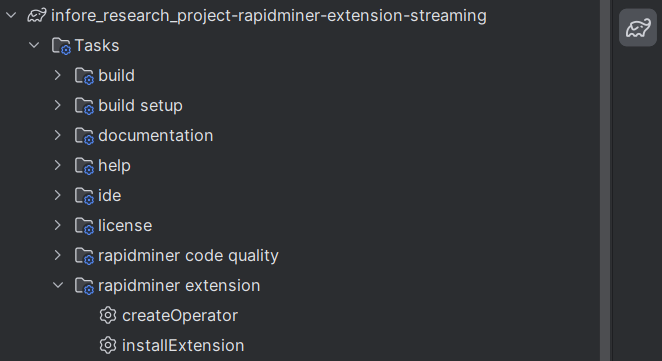 infore_research_project-rapidminer-extension-streaming
Tasks
build
build setup
documentation
help
ide
license
rapidminer code quality
rapidminer extension
createOperator
installExtension